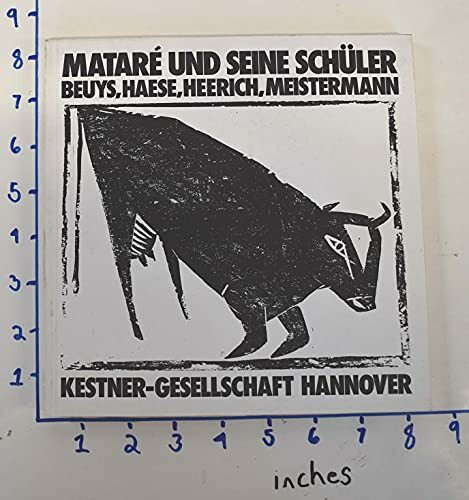 MATARÉ UND SEINE SCHÜLER
BEUYS, HAESE, HEERICH, MEISTERMANN
KESTNER-GESELLSCHAFT HANNOVER
9
8
7
6
5
4
3
2
1
1 2 3 4 5 6 7 8 9
inches